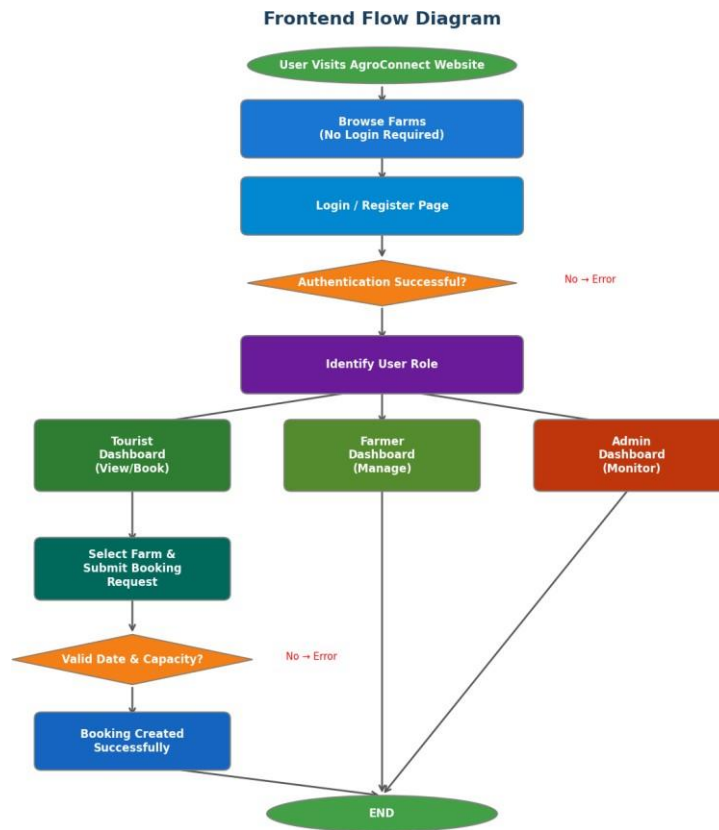 Frontend Flow Diagram
User Visits AgroConnect Website
Browse Farms
(No Login Required)
Login / Register Page
Authentication Successful?
No → Error
Identify User Role
Tourist
Dashboard
(View/Book)
Farmer
Dashboard
(Manage)
Admin
Dashboard
(Monitor)
Select Farm &
Submit Booking
Request
Valid Date & Capacity?
No → Error
Booking Created
Successfully
END